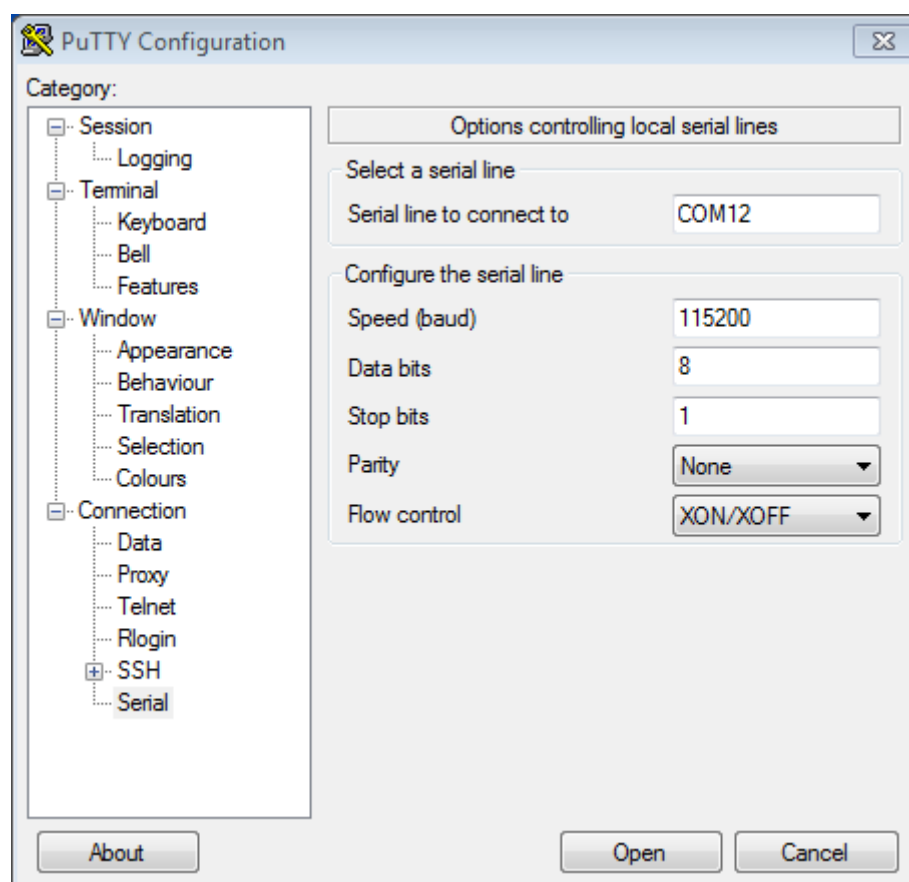 PuTTY Configuration
Category:
Session
Logging
Terminal
Keyboard
Bell
Features
Window
Appearance
Behaviour
Translation
Selection
Colours
Connection
Data
Proxy
Telnet
Rlogin
SSH
Serial
Options controlling local serial lines
Select a serial line
Serial line to connect to COM12
Configure the serial line
Speed (baud) 115200
Data bits 8
Stop bits 1
Parity None
Flow control XON/XOFF
About Open Cancel